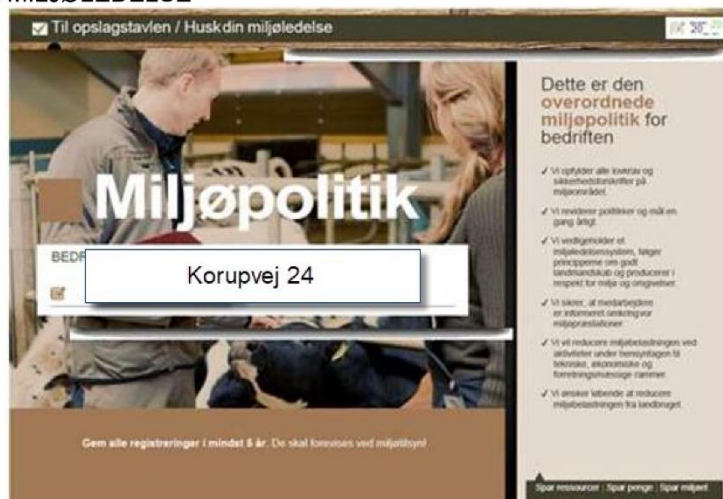 Til opslagstavlen / Husk din miljøledelse
20
Miljøpolitik
BEDR
Korupvej 24
Gem alle registreringer i mindst 5 år. De skal forevises ved miljøtilsyn!
Dette er den
overordnede
miljøpolitik for
bedriften
✓ Vi opfylder alle lovkrav og
sikkerhedsforskrifter på
miljøområdet.
✓ Vi reviderer politikker og mål en
gang årligt.
✓ Vi vedligeholder et
miljøledelsessystem, følger
principperne om godt
landmandskab og producerer i
respekt for miljø og omgivelser.
✓ Vi sikrer, at medarbejdere
er informeret omkring vor
miljøpræstationer
✓ Vi vil reducere miljøbelastningen ved
aktiviteter under hensyntagen til
tekniske, økonomiske og
forretningsmæssige rammer.
✓ Vi ønsker løbende at reducere
miljøbelastningen fra landbruget.
Spar ressourcer | Spar penge | Spar miljøet